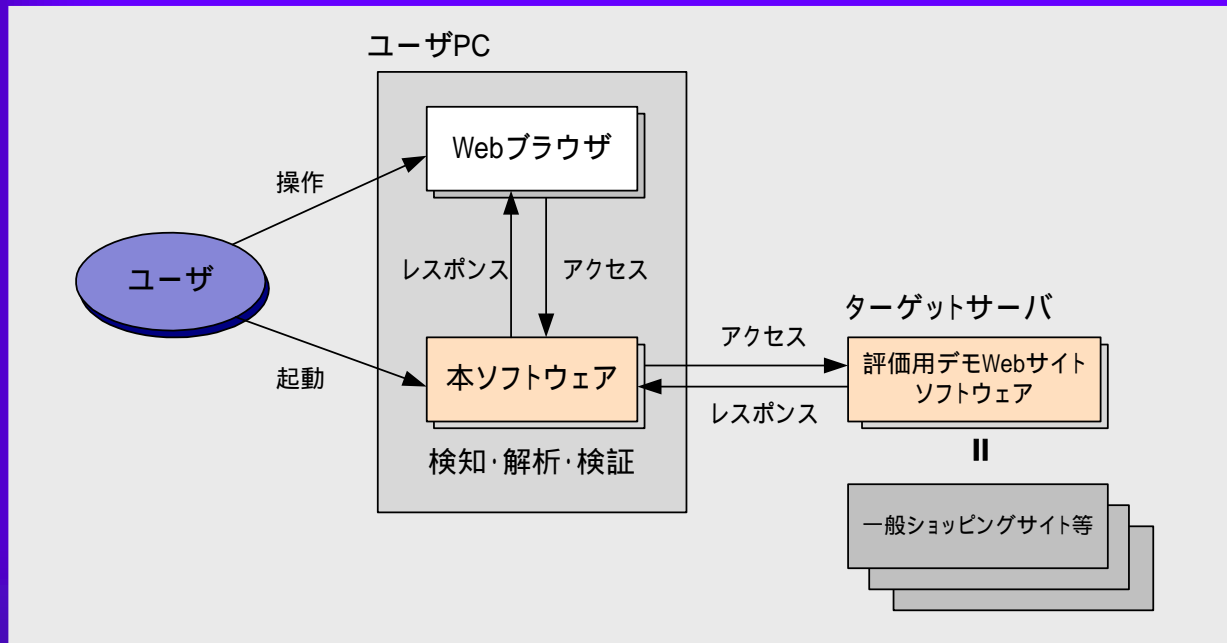 ユーザPC
Webブラウザ
操作
ユーザ
レスポンス
アクセス
ターゲットサーバ
起動
本ソフトウェア
アクセス
レスポンス
評価用デモWebサイト
ソフトウェア
検知・解析・検証
=
一般ショッピングサイト等